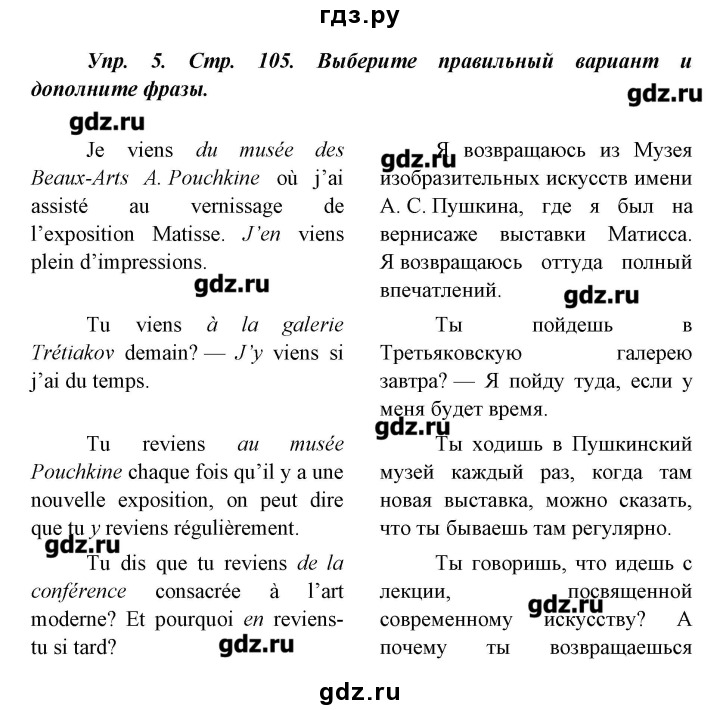 гдз.ру
Упр. 5. Стр. 105. Выберите правильный вариант и
дополните фразы.
gdz.ru
gdz.ru
Je viens du musée des
Beaux-Arts A. Pouchkine où j’ai
assisté au vernissage de
l’exposition Matisse. J’en viens
plein d’impressions.
gdz.ru
Я возвращаюсь из Музея
gdz.ru
изобразительных искусств имени
А. С. Пушкина, где я был на
вернисаже выставки Матисса.
Я возвращаюсь оттуда полный
впечатлений.
gdz.ru
Tu viens à la galerie
Trétiakov demain? — J’y viens si
j’ai du temps.
Ты пойдешь в
Третьяковскую галерею
завтра? — Я пойду туда, если у
меня будет время.
gdz.ru
Tu reviens au musée
Pouchkine chaque fois qu’il y a une
nouvelle exposition, on peut dire
que tu y reviens régulièrement.
gdz.ru
Ты ходишь в Пушкинский
музей каждый раз, когда там
новая выставка, можно сказать,
что ты бываешь там регулярно.
Tu dis que tu reviens de la
conférence consacrée à l’art
moderne? Et pourquoi en reviens-
tu si tard?
gdz.ru
Ты говоришь, что идешь с
лекции, посвященной
gdz.ru
современному искусству? А
почему ты возвращаешься
gdz.ru